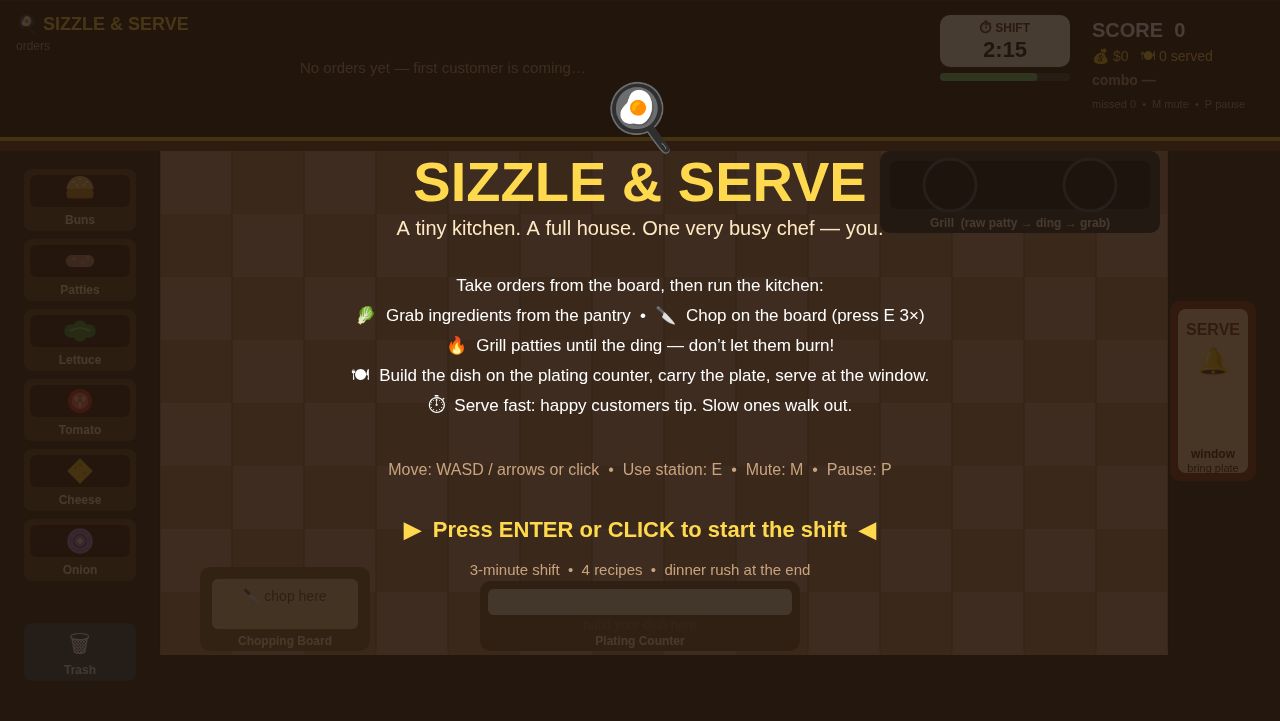 SIZZLE & SERVE
orders
No orders yet — first customer is coming…
⏱ SHIFT
2:15
SCORE 0
💰 $0 🍽 0 served
combo —
missed 0 • M mute • P pause
SIZZLE & SERVE
A tiny kitchen. A full house. One very busy chef — you.
Grill (raw patty → ding → grab)
Take orders from the board, then run the kitchen:
🥬 Grab ingredients from the pantry • 🔪 Chop on the board (press E 3×)
🔥 Grill patties until the ding — don’t let them burn!
🍽 Build the dish on the plating counter, carry the plate, serve at the window.
⏱ Serve fast: happy customers tip. Slow ones walk out.
Move: WASD / arrows or click • Use station: E • Mute: M • Pause: P
▶ Press ENTER or CLICK to start the shift ◀
3-minute shift • 4 recipes • dinner rush at the end
Buns
Patties
Lettuce
Tomato
Cheese
Onion
Trash
🔪 chop here
Chopping Board
build your dish here
Plating Counter
SERVE
window
bring plate